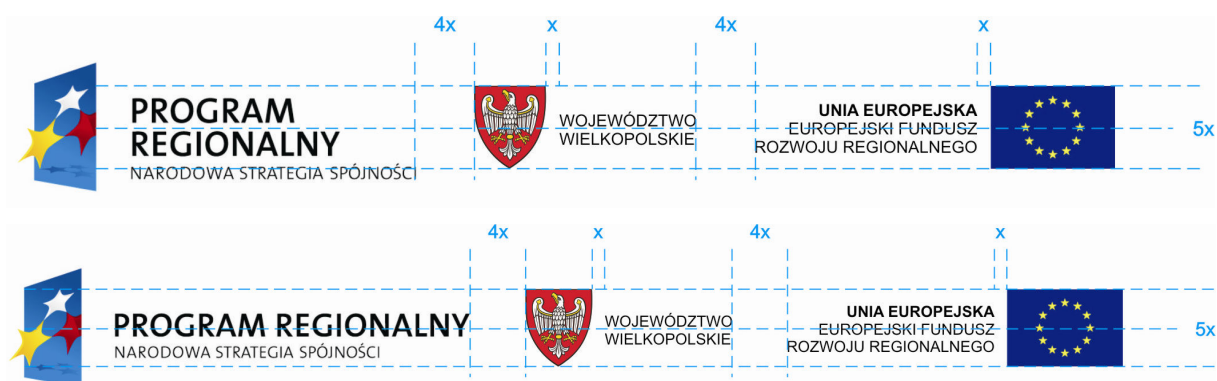 4x x 4x x
PROGRAM
REGIONALNY
NARODOWA STRATEGIA SPÓJNOŚCI
WOJEWÓDZTWO
WIELKOPOLSKIE
UNIA EUROPEJSKA
EUROPEJSKI FUNDUSZ
ROZWOJU REGIONALNEGO
5x
4x x 4x x
PROGRAM REGIONALNY
NARODOWA STRATEGIA SPÓJNOŚCI
WOJEWÓDZTWO
WIELKOPOLSKIE
UNIA EUROPEJSKA
EUROPEJSKI FUNDUSZ
ROZWOJU REGIONALNEGO
5x